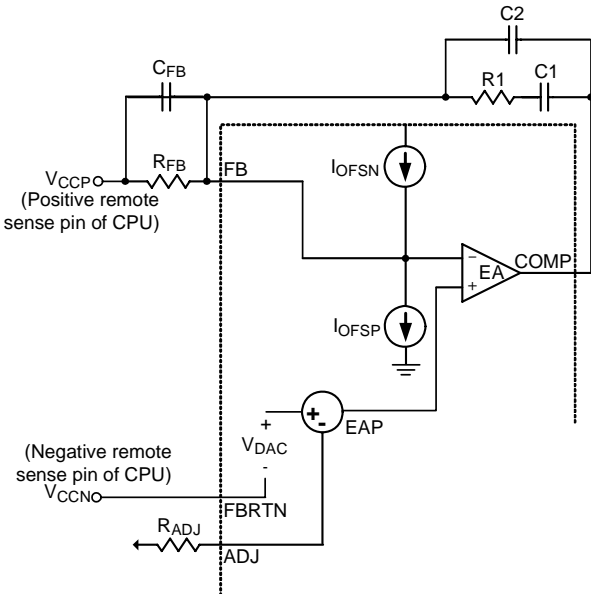 C2
R1
C1
CFB
RFB
FB
VCCP
(Positive remote
sense pin of CPU)
IOFSN
−
EA
COMP
+
IOFSP
+
-
EAP
+
VDAC
-
(Negative remote
sense pin of CPU)
VCCN
FBRTN
RADJ
ADJ